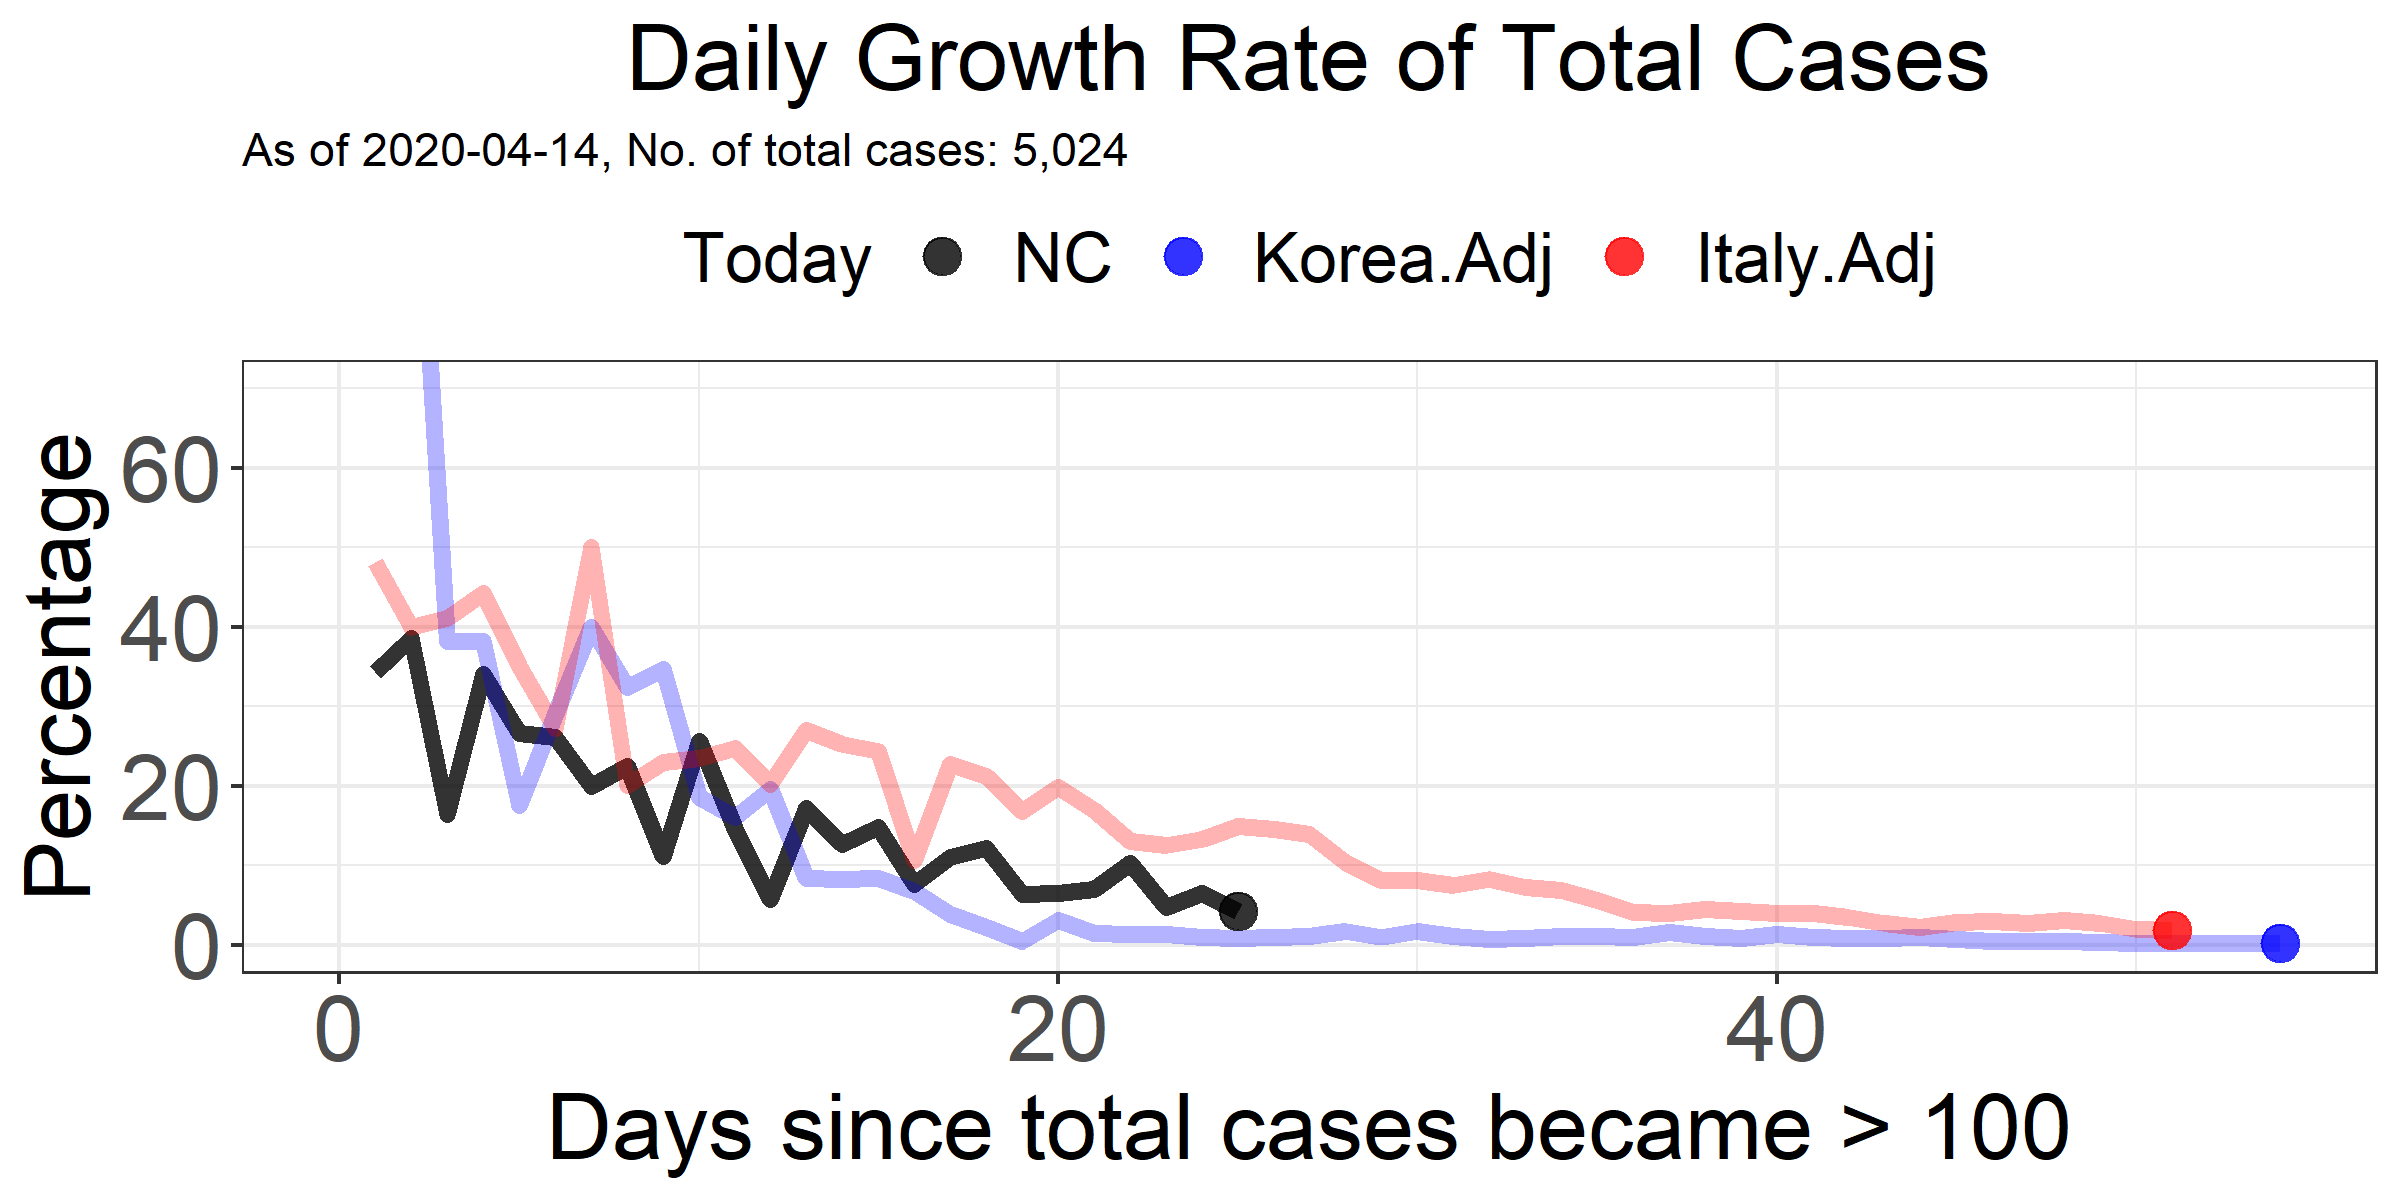 Daily Growth Rate of Total Cases
As of 2020-04-14, No. of total cases: 5,024
Today NC Korea.Adj Italy.Adj
Percentage
60
40
20
0
0 20 40
Days since total cases became > 100